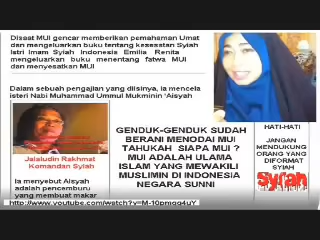 Disaat MUI gencar memberikan pemahaman Umat
dan mengeluarkan buku tentang kesesatan Syiah
Istri Imam Syiah Indonesia Emilia Renita
mengeluarkan buku menentang fatwa MUI
dan menyesatkan MUI
Dalam sebuah pengajian yang diisinya, ia mencela
isteri Nabi Muhammad Ummul Mukminin 'Aisyah
Jalaludin Rakhmat
Komandan Syiah
Ia menyebut Aisyah
adalah pencemburu
yang membuat makar
http://www.youtube.com/watch?v=M-10pmqq4uY
GENDUK-GENDUK SUDAH
BERANI MENODAI MUI
TAHUKAH SIAPA MUI ?
MUI ADALAH ULAMA
ISLAM YANG MEWAKILI
MUSLIMIN DI INDONESIA
NEGARA SUNNI
HATI-HATI
JANGAN
MENDUKUNG
ORANG YANG
DIFORMAT
SYIAH
Syiah